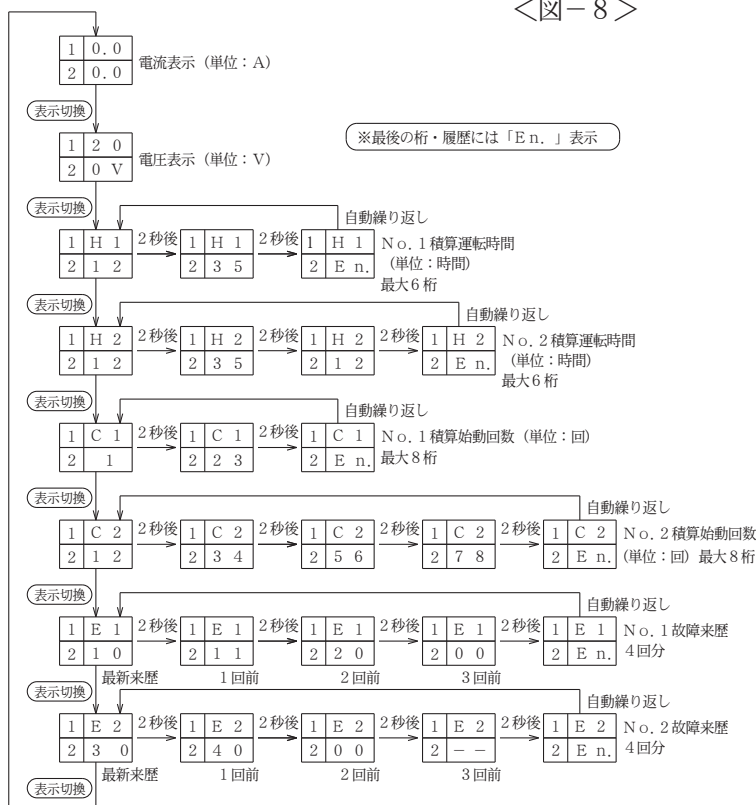 <図－8>
1 0.0
2 0.0
電流表示（単位：A）
表示切換
1 2 0
2 0 V
電圧表示（単位：V）
※最後の桁・履歴には「En.」表示
表示切換
自動繰り返し
1 H 1 2秒後 1 H 1 2秒後 1 H 1 No.1積算運転時間
2 1 2 2 3 5 2 E n. （単位：時間）
最大6桁
表示切換
自動繰り返し
1 H 2 2秒後 1 H 2 2秒後 1 H 2 2秒後 1 H 2 No.2積算運転時間
2 1 2 2 3 5 2 1 2 2 E n. （単位：時間）
最大6桁
表示切換
自動繰り返し
1 C 1 2秒後 1 C 1 2秒後 1 C 1 No.1積算始動回数（単位：回）
2 1 2 2 3 2 E n. 最大8桁
表示切換
自動繰り返し
1 C 2 2秒後 1 C 2 2秒後 1 C 2 2秒後 1 C 2 2秒後 1 C 2 No.2積算始動回数
2 1 2 2 3 4 2 5 6 2 7 8 2 E n. （単位：回）最大8桁
表示切換
自動繰り返し
1 E 1 2秒後 1 E 1 2秒後 1 E 1 2秒後 1 E 1 2秒後 1 E 1 No.1故障来歴
2 1 0 2 1 1 2 2 0 2 0 0 2 E n. 4回分
最新来歴 1回前 2回前 3回前
表示切換
自動繰り返し
1 E 2 2秒後 1 E 2 2秒後 1 E 2 2秒後 1 E 2 2秒後 1 E 2 No.2故障来歴
2 3 0 2 4 0 2 0 0 2 － － 2 E n. 4回分
最新来歴 1回前 2回前 3回前
表示切換